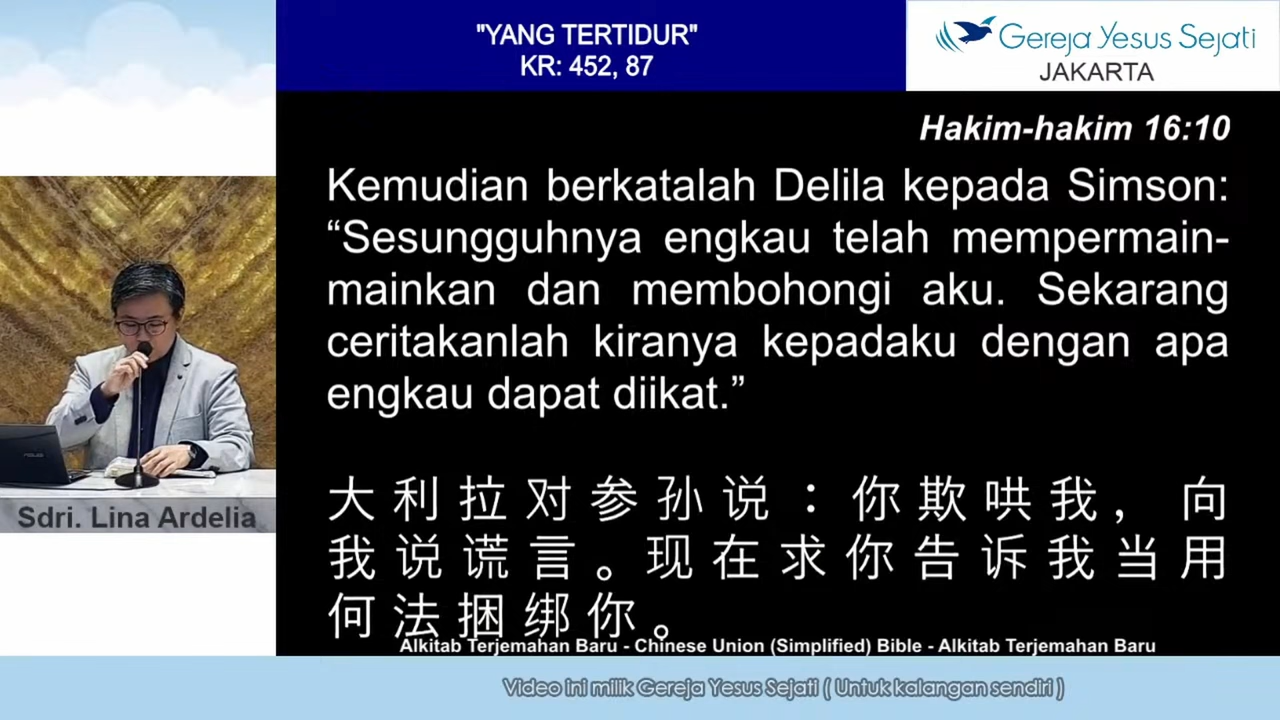 "YANG TERTIDUR"
KR: 452, 87
Gereja Yesus Sejati
JAKARTA
Hakim-hakim 16:10
Kemudian berkatalah Delila kepada Simson:
“Sesungguhnya engkau telah mempermain-
mainkan dan membohongi aku. Sekarang
ceritakanlah kiranya kepadaku dengan apa
engkau dapat diikat.”
大利拉对参孙说：你欺哄我，向
我说谎言。现在求你告诉我当用
何法捆绑你。
Alkitab Terjemahan Baru - Chinese Union (Simplified) Bible - Alkitab Terjemahan Baru
ASUS
Sdri. Lina Ardelia
Video ini milik Gereja Yesus Sejati ( Untuk kalangan sendiri )